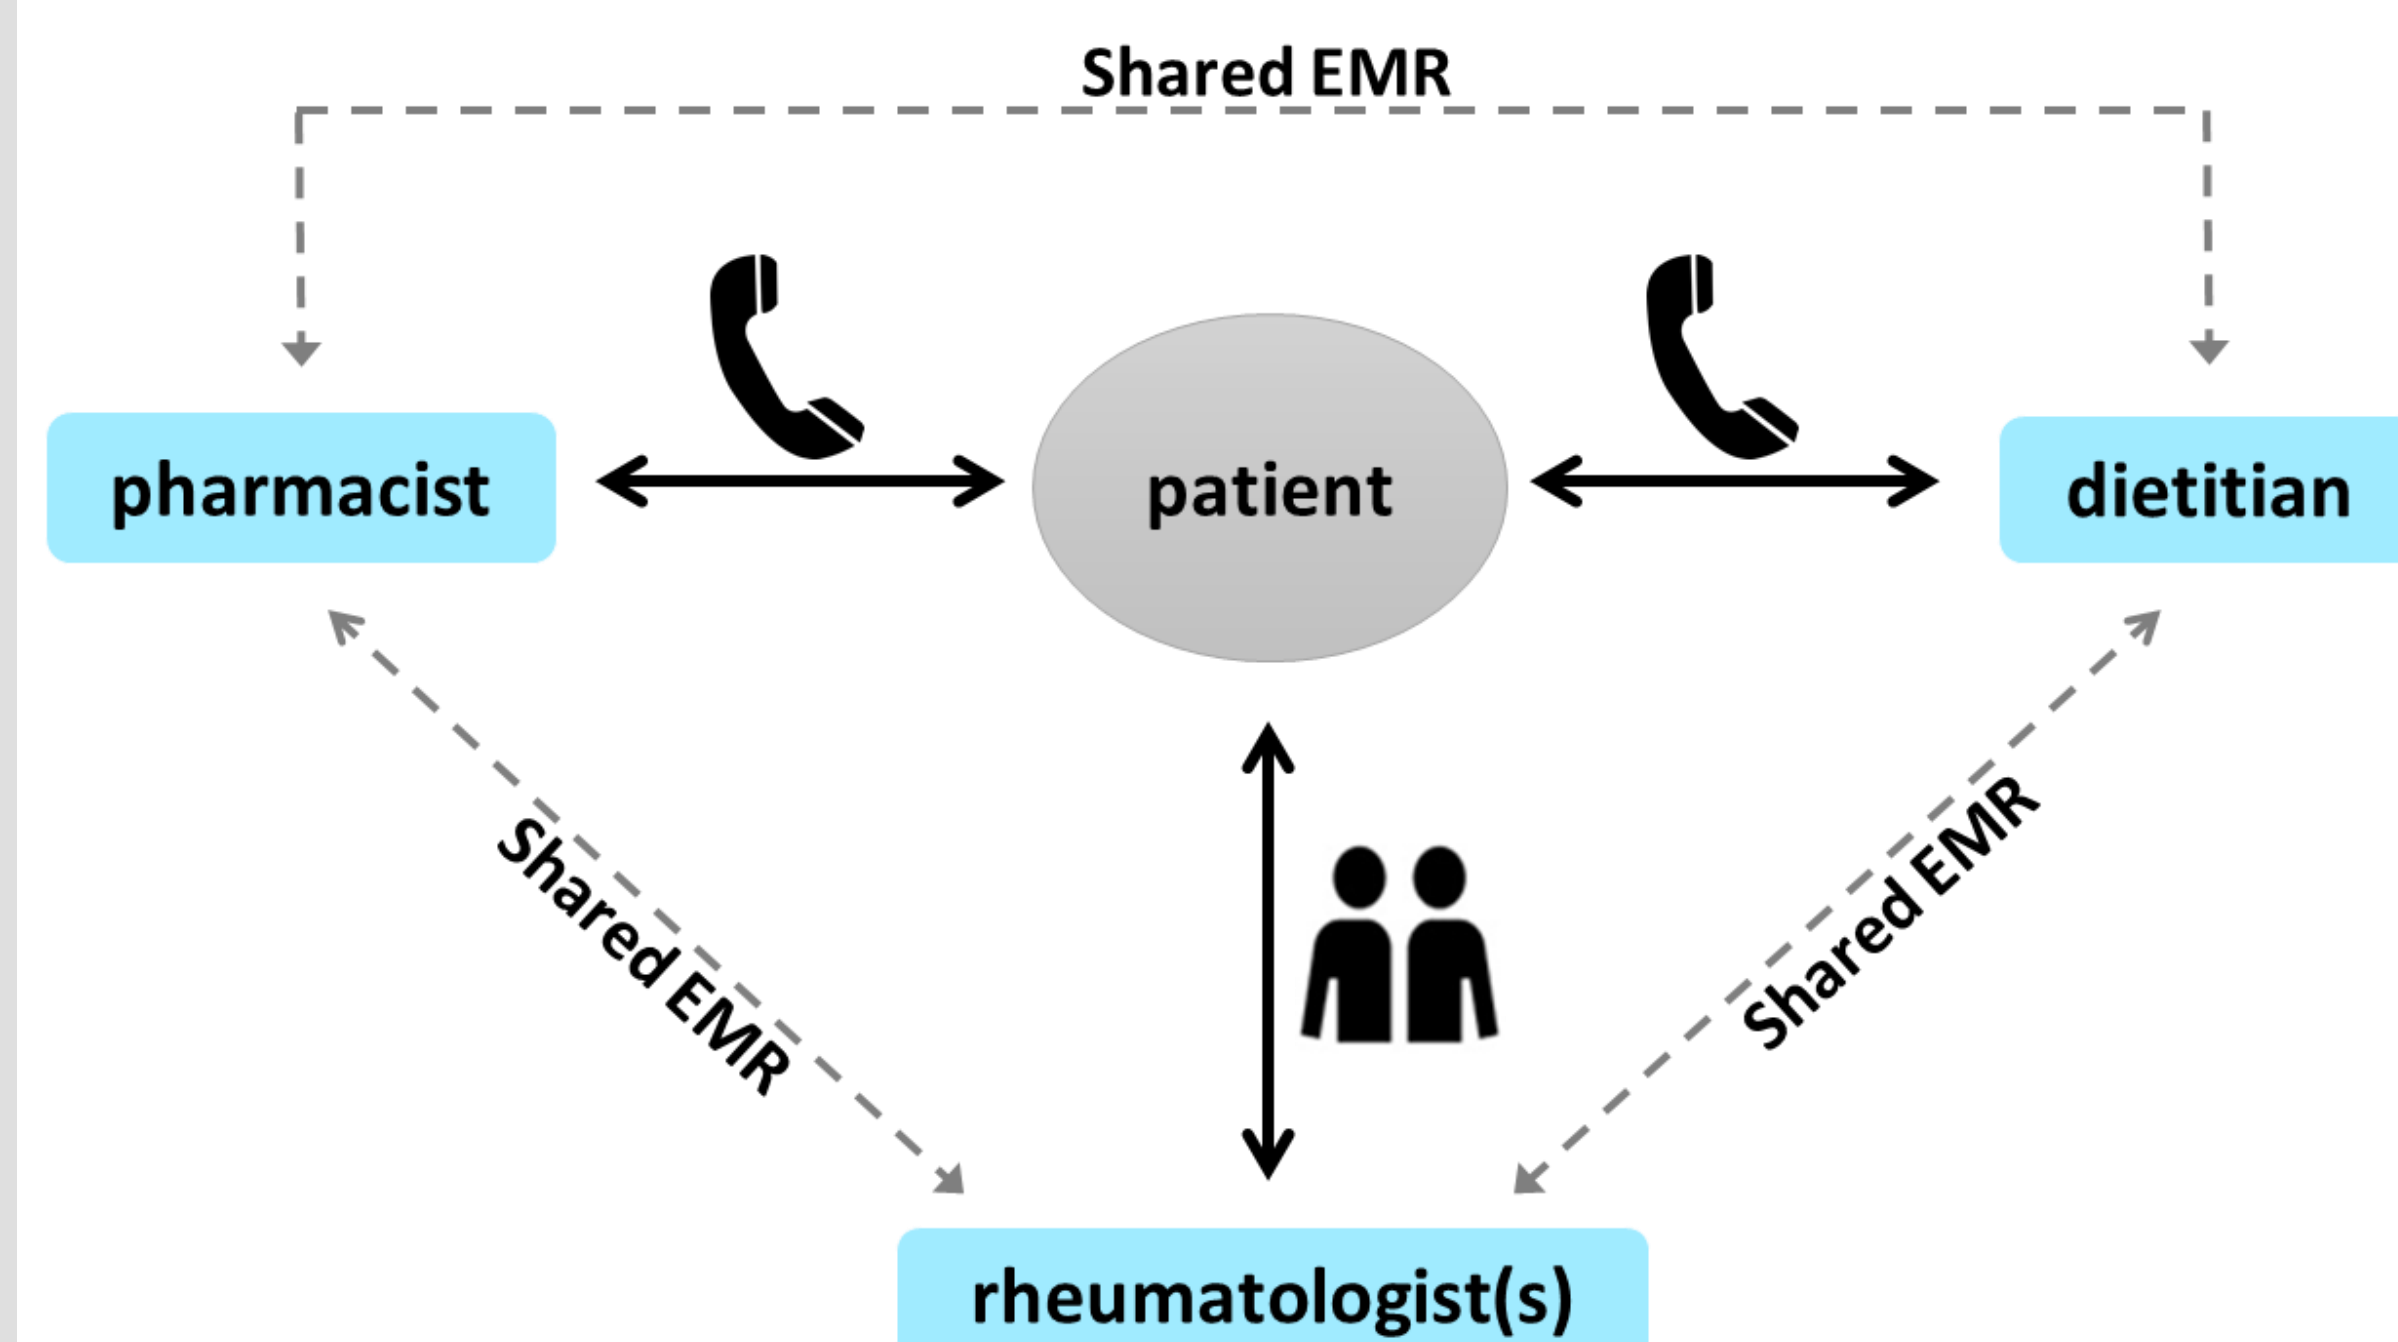 Shared EMR
pharmacist
patient
dietitian
Shared EMR
Shared EMR
rheumatologist(s)